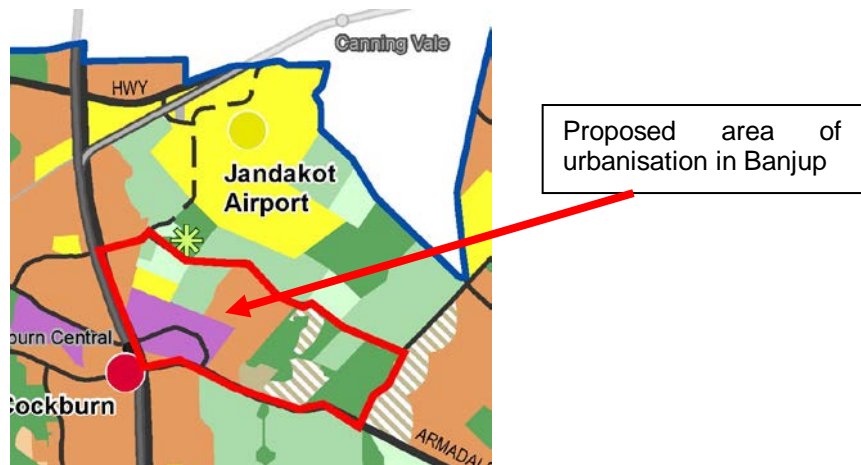 Canning Vale
HWY
Proposed area of
urbanisation in Banjup
Jandakot
Airport
burn Central
Cockburn
ARMADAL